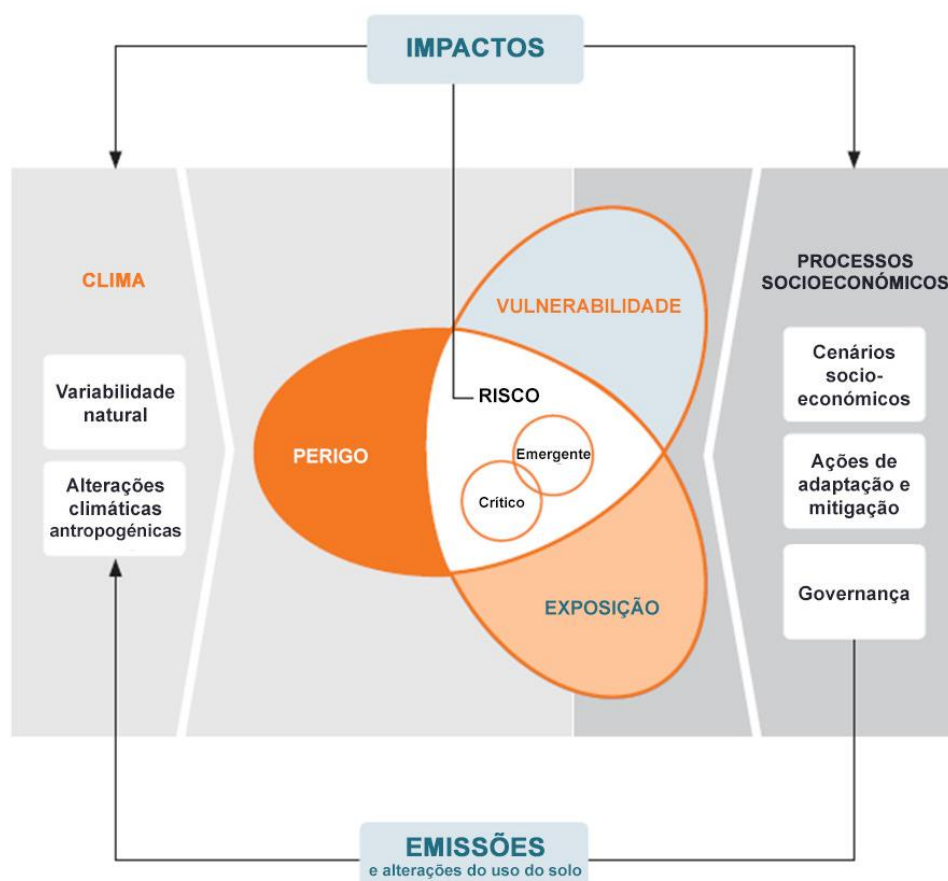 IMPACTOS
CLIMA
Variabilidade
natural
Alterações
climáticas
antropogénicas
PERIGO
VULNERABILIDADE
RISCO
Emergente
Crítico
EXPOSIÇÃO
PROCESSOS
SOCIOECONÓMICOS
Cenários
socio-
económicos
Ações de
adaptação e
mitigação
Governança
EMISSÕES
e alterações do uso do solo